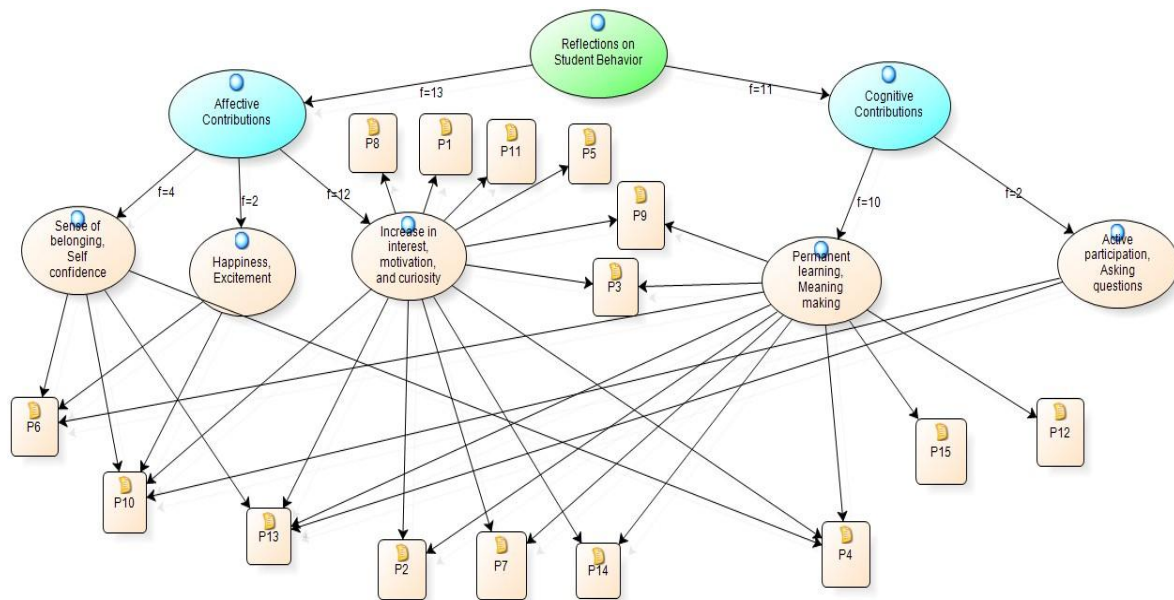 Reflections on
Student Behavior
f=13
f=11
Affective
Contributions
Cognitive
Contributions
P8
P1
P11
P5
f=4
f=2
f=12
f=10
f=2
P9
Sense of
belonging,
Self
confidence
Happiness,
Excitement
Increase in
interest,
motivation,
and curiosity
P3
Permanent
learning,
Meaning
making
Active
participation,
Asking
questions
P6
P10
P13
P2
P7
P14
P4
P15
P12